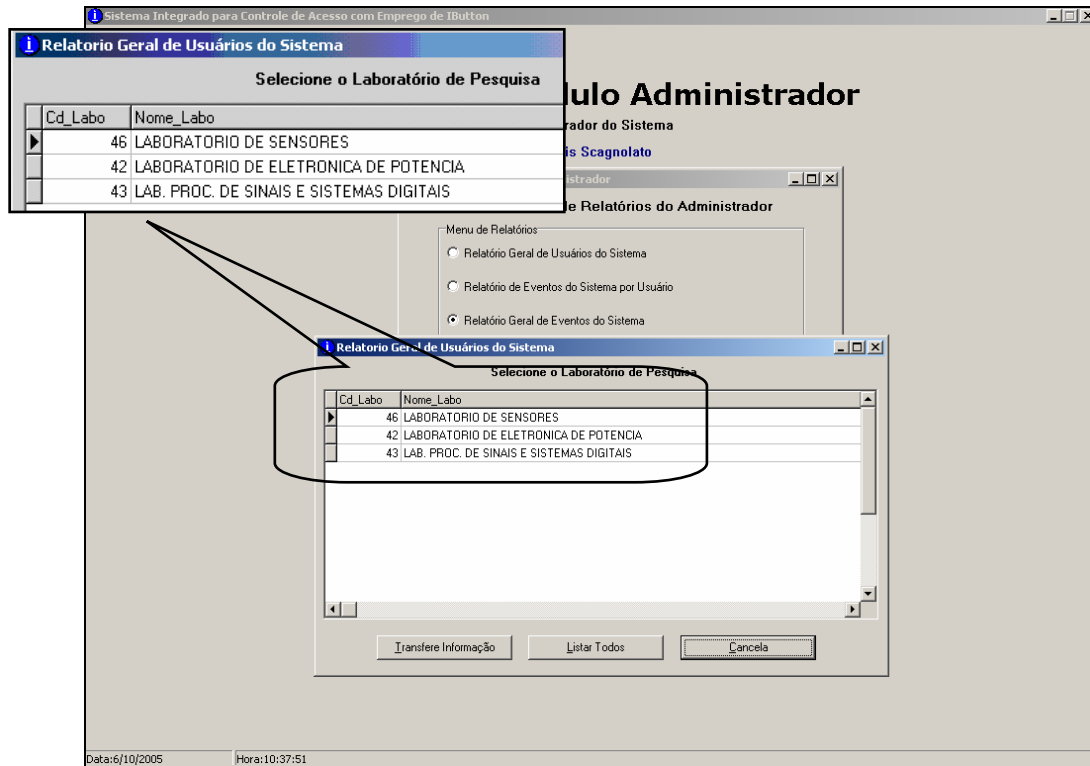 Sistema Integrado para Controle de Acesso com Emprego de IButton
Relatorio Geral de Usuários do Sistema
Selecione o Laboratório de Pesquisa
Cd_Labo Nome_Labo
46 LABORATORIO DE SENSORES
42 LABORATORIO DE ELETRONICA DE POTENCIA
43 LAB. PROC. DE SINAIS E SISTEMAS DIGITAIS
Administrador
do Sistema
Scagnolato
de Relatórios do Administrador
Menu de Relatórios
Relatório Geral de Usuários do Sistema
Relatório de Eventos do Sistema por Usuário
Relatório Geral de Eventos do Sistema
Relatorio Geral de Usuários do Sistema
Selecione o Laboratório de Pesquisa
Cd_Labo Nome_Labo
46 LABORATORIO DE SENSORES
42 LABORATORIO DE ELETRONICA DE POTENCIA
43 LAB. PROC. DE SINAIS E SISTEMAS DIGITAIS
Transfere Informação Listar Todos Cancela
Data:6/10/2005 Hora:10:37:51